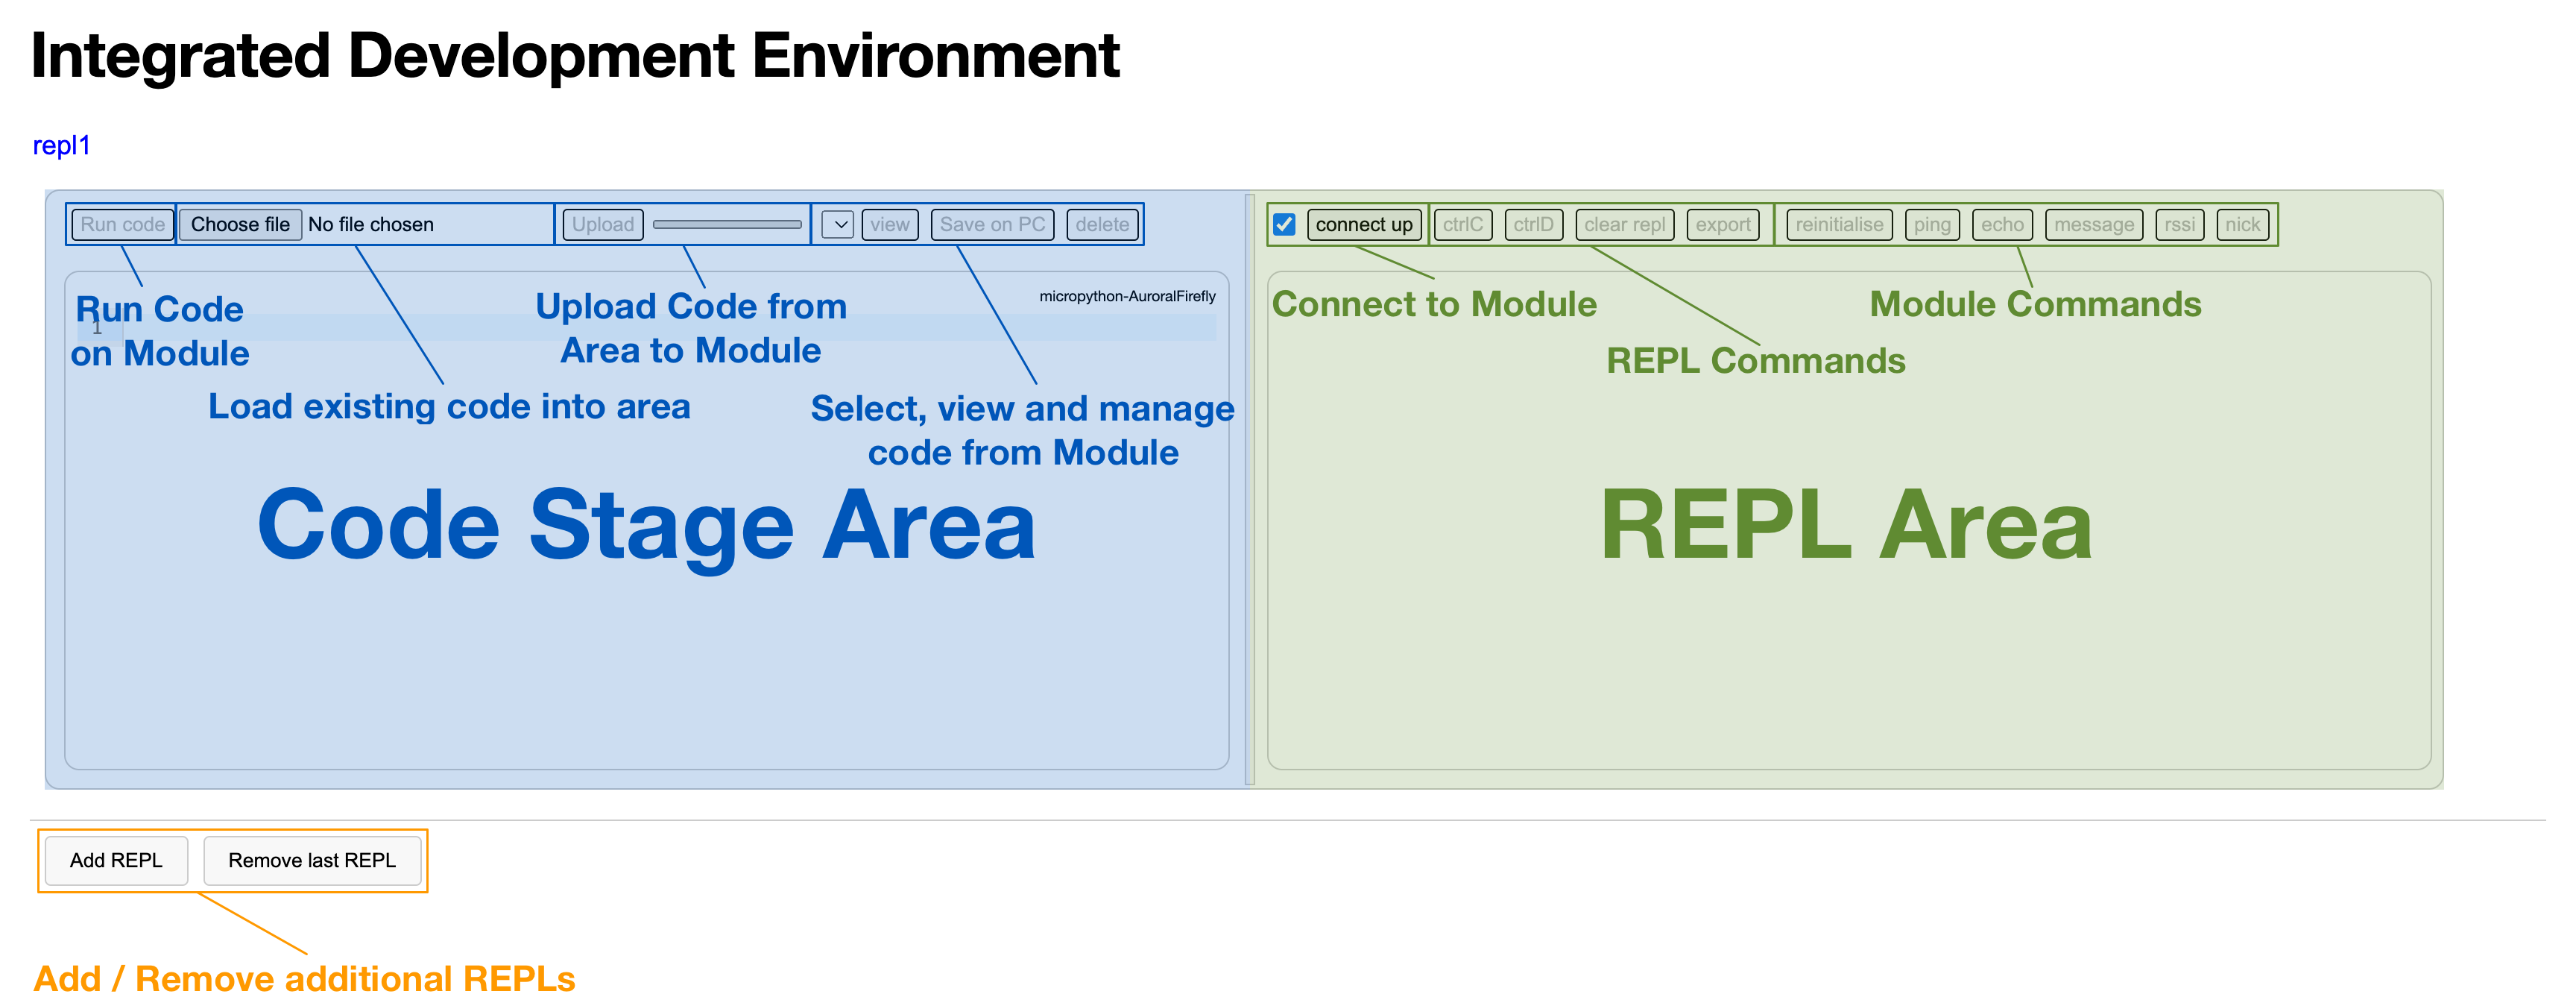 Integrated Development Environment
repl1
Run code Choose file No file chosen Upload view Save on PC delete connect up ctrlC ctrlD clear repl export reinitialise ping echo message rssi nick
micropython-AuroralFirefly
1
Run Code
on Module
Upload Code from
Area to Module
Load existing code into area
Select, view and manage
code from Module
Connect to Module
Module Commands
REPL Commands
Code Stage Area
REPL Area
Add REPL Remove last REPL
Add / Remove additional REPLs